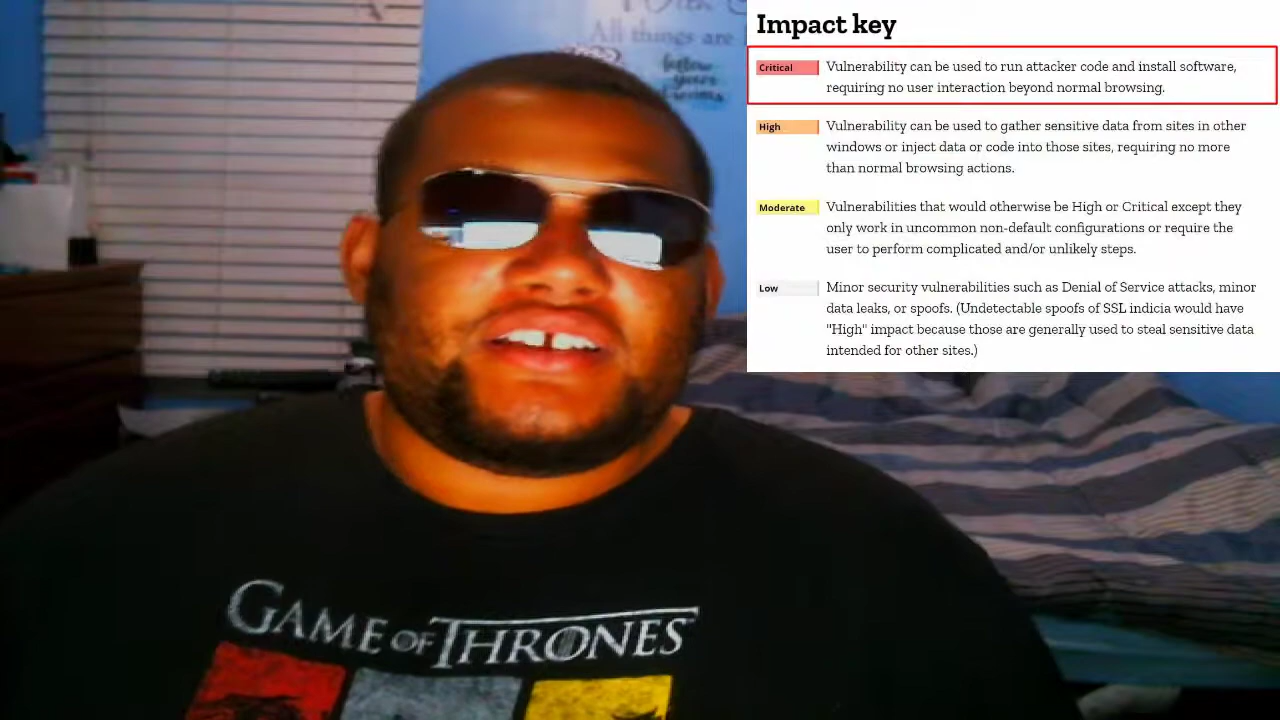 Impact key
Critical
Vulnerability can be used to run attacker code and install software,
requiring no user interaction beyond normal browsing.
High
Vulnerability can be used to gather sensitive data from sites in other
windows or inject data or code into those sites, requiring no more
than normal browsing actions.
Moderate
Vulnerabilities that would otherwise be High or Critical except they
only work in uncommon non-default configurations or require the
user to perform complicated and/or unlikely steps.
Low
Minor security vulnerabilities such as Denial of Service attacks, minor
data leaks, or spoofs. (Undetectable spoofs of SSL indicia would have
"High" impact because those are generally used to steal sensitive data
intended for other sites.)
All things are
follow
your
dreams
GAME OF THRONES